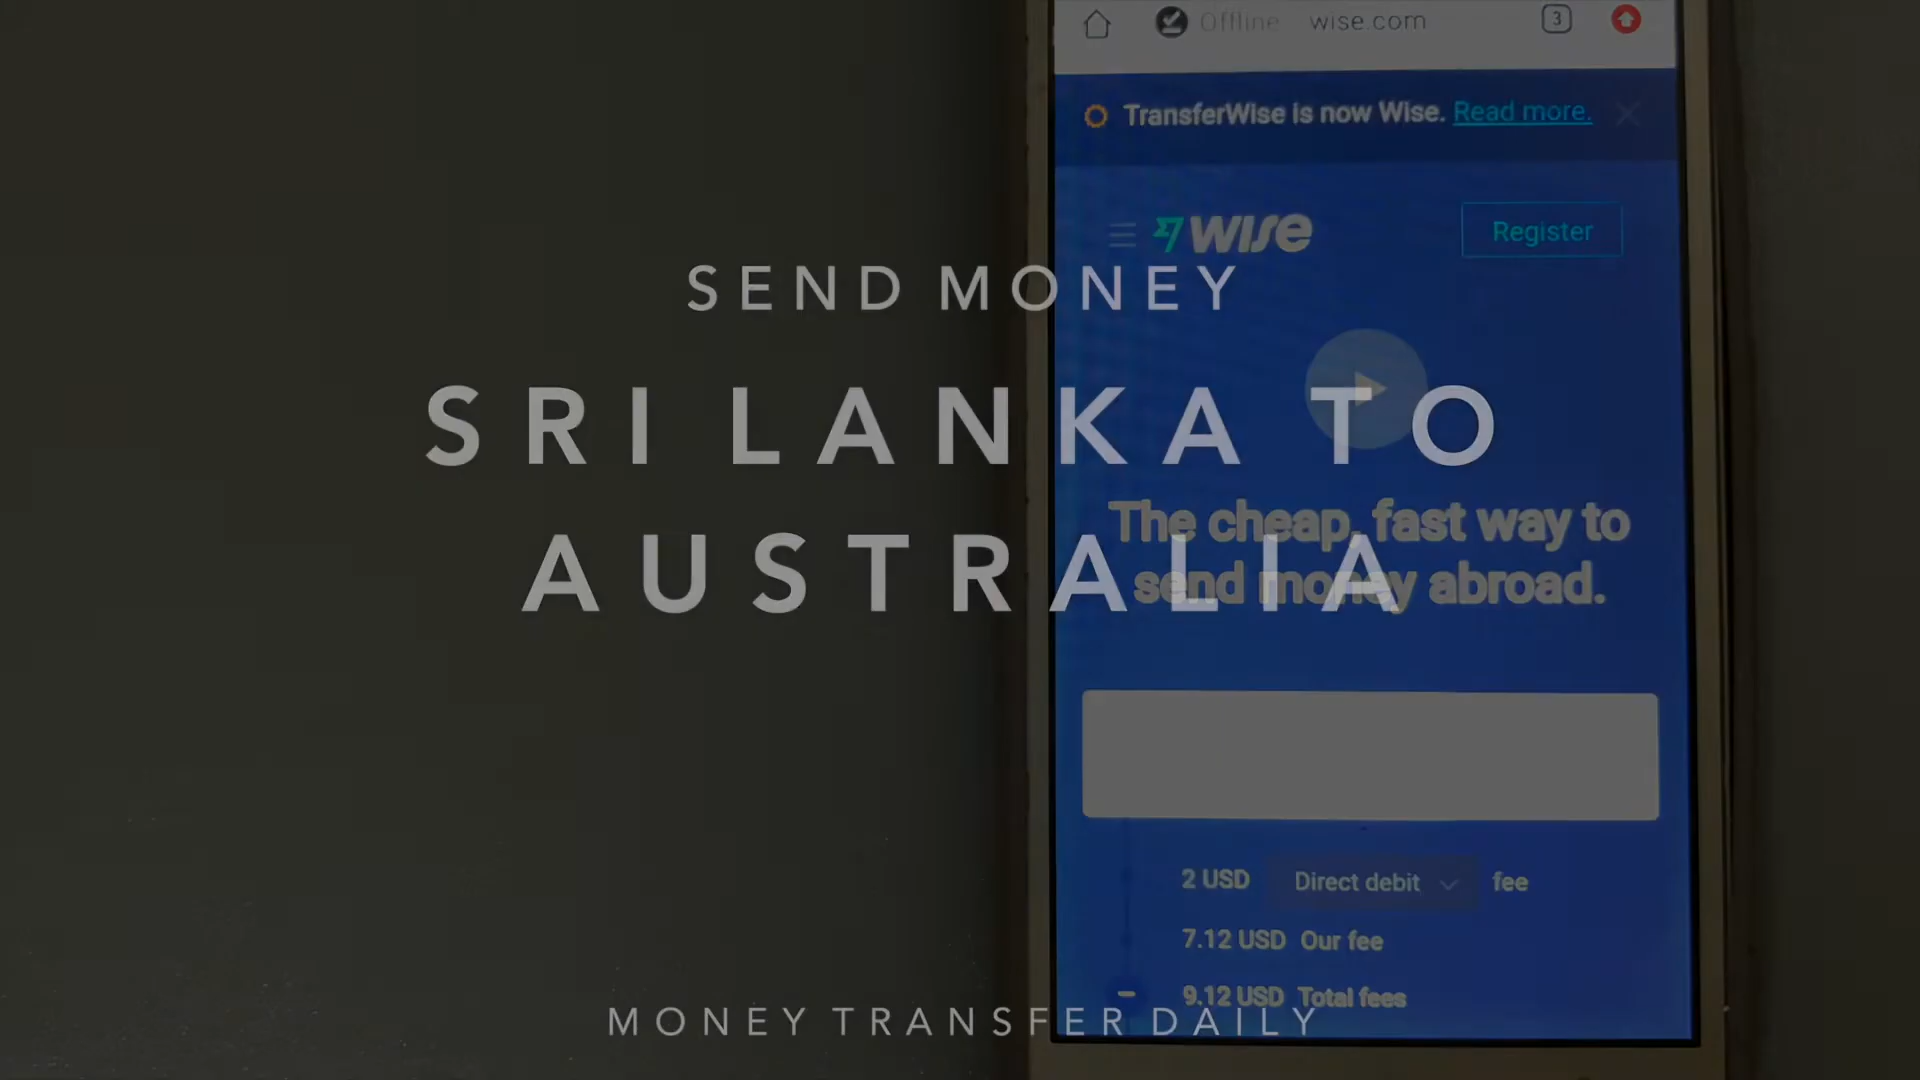 Offline wise.com 3
TransferWise is now Wise. Read more.
wise Register
SEND MONEY
SRI LANKA TO
AUSTRALIA
The cheap, fast way to
send money abroad.
2 USD Direct debit fee
7.12 USD Our fee
9.12 USD Total fees
MONEY TRANSFER DAILY